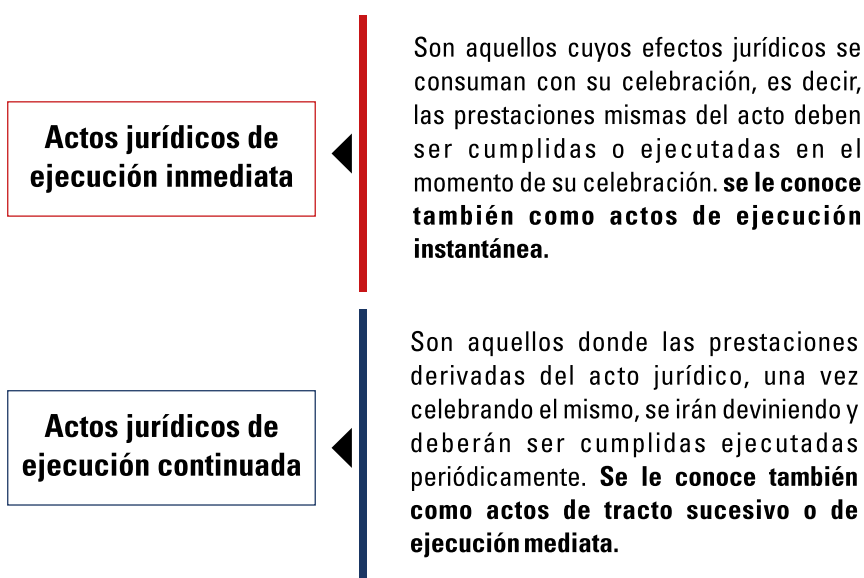 Actos jurídicos de
ejecución inmediata
Son aquellos cuyos efectos jurídicos se
consuman con su celebración, es decir,
las prestaciones mismas del acto deben
ser cumplidas o ejecutadas en el
momento de su celebración. se le conoce
también como actos de ejecución
instantánea.
Actos jurídicos de
ejecución continuada
Son aquellos donde las prestaciones
derivadas del acto jurídico, una vez
celebrando el mismo, se irán deviniendo y
deberán ser cumplidas ejecutadas
periódicamente. Se le conoce también
como actos de tracto sucesivo o de
ejecución mediata.